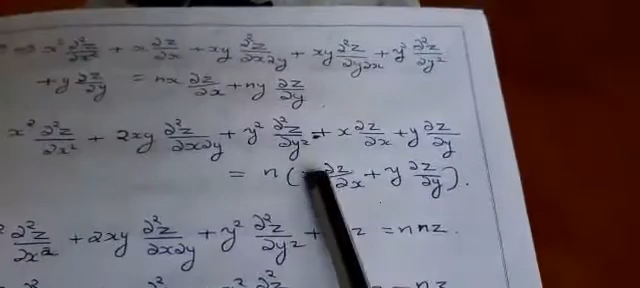 ⇒ x² ∂²z/∂x² + x ∂z/∂x + xy ∂²z/∂x∂y + xy ∂²z/∂y∂x + y² ∂²z/∂y²
+ y ∂z/∂y = nx ∂z/∂x + ny ∂z/∂y
x² ∂²z/∂x² + 2xy ∂²z/∂x∂y + y² ∂²z/∂y² + x ∂z/∂x + y ∂z/∂y
= n ( ∂z/∂x + y ∂z/∂y ).
∂²z/∂x² + 2xy ∂²z/∂x∂y + y² ∂²z/∂y² + z = n nz.